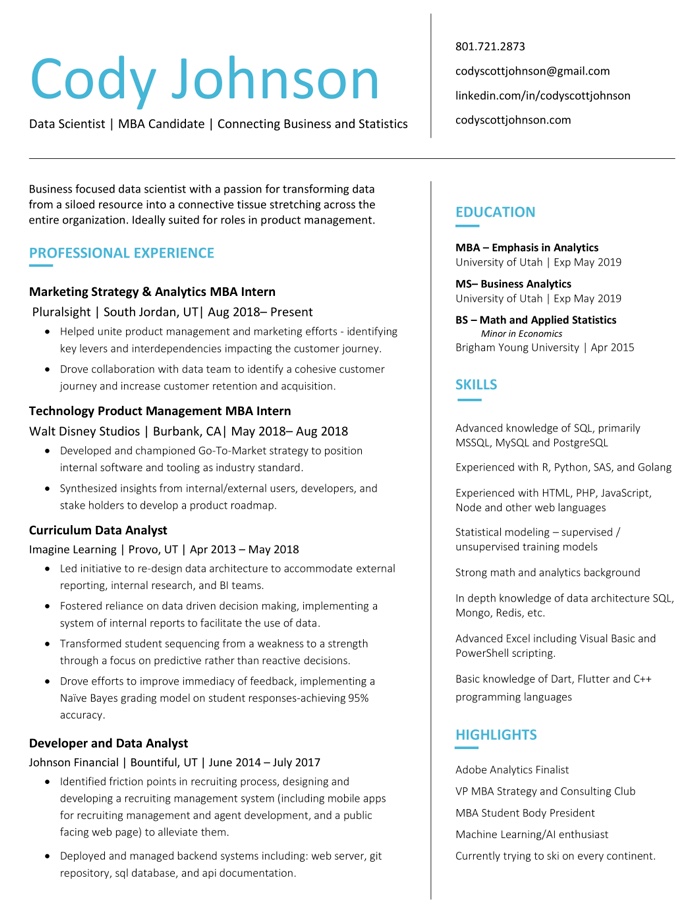 Cody Johnson
Data Scientist | MBA Candidate | Connecting Business and Statistics
801.721.2873
codyscottjohnson@gmail.com
linkedin.com/in/codyscottjohnson
codyscottjohnson.com
Business focused data scientist with a passion for transforming data
from a siloed resource into a connective tissue stretching across the
entire organization. Ideally suited for roles in product management.
PROFESSIONAL EXPERIENCE
Marketing Strategy & Analytics MBA Intern
Pluralsight | South Jordan, UT| Aug 2018– Present
• Helped unite product management and marketing efforts - identifying
key levers and interdependencies impacting the customer journey.
• Drove collaboration with data team to identify a cohesive customer
journey and increase customer retention and acquisition.
Technology Product Management MBA Intern
Walt Disney Studios | Burbank, CA| May 2018– Aug 2018
• Developed and championed Go-To-Market strategy to position
internal software and tooling as industry standard.
• Synthesized insights from internal/external users, developers, and
stake holders to develop a product roadmap.
Curriculum Data Analyst
Imagine Learning | Provo, UT | Apr 2013 – May 2018
• Led initiative to re-design data architecture to accommodate external
reporting, internal research, and BI teams.
• Fostered reliance on data driven decision making, implementing a
system of internal reports to facilitate the use of data.
• Transformed student sequencing from a weakness to a strength
through a focus on predictive rather than reactive decisions.
• Drove efforts to improve immediacy of feedback, implementing a
Naïve Bayes grading model on student responses-achieving 95%
accuracy.
Developer and Data Analyst
Johnson Financial | Bountiful, UT | June 2014 – July 2017
• Identified friction points in recruiting process, designing and
developing a recruiting management system (including mobile apps
for recruiting management and agent development, and a public
facing web page) to alleviate them.
• Deployed and managed backend systems including: web server, git
repository, sql database, and api documentation.
EDUCATION
MBA – Emphasis in Analytics
University of Utah | Exp May 2019
MS– Business Analytics
University of Utah | Exp May 2019
BS – Math and Applied Statistics
Minor in Economics
Brigham Young University | Apr 2015
SKILLS
Advanced knowledge of SQL, primarily
MSSQL, MySQL and PostgreSQL
Experienced with R, Python, SAS, and Golang
Experienced with HTML, PHP, JavaScript,
Node and other web languages
Statistical modeling – supervised /
unsupervised training models
Strong math and analytics background
In depth knowledge of data architecture SQL,
Mongo, Redis, etc.
Advanced Excel including Visual Basic and
PowerShell scripting.
Basic knowledge of Dart, Flutter and C++
programming languages
HIGHLIGHTS
Adobe Analytics Finalist
VP MBA Strategy and Consulting Club
MBA Student Body President
Machine Learning/AI enthusiast
Currently trying to ski on every continent.